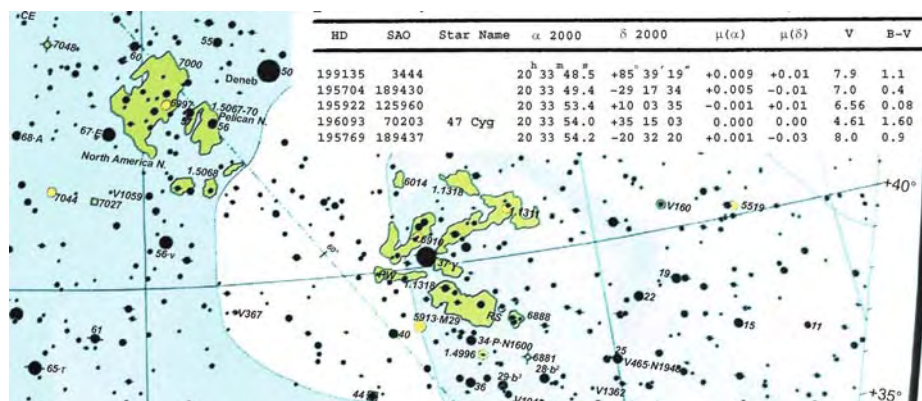 HD SAO Star Name α 2000 δ 2000 μ(α) μ(δ) V B-V
h m s
199135 3444 20 33 48.5 +85° 39' 19" +0.009 +0.01 7.9 1.1
195704 189430 20 33 49.4 -29 17 34 +0.005 -0.01 7.0 0.4
195922 125960 20 33 53.4 +10 03 35 -0.001 +0.01 6.56 0.08
196093 70203 47 Cyg 20 33 54.0 +35 15 03 0.000 0.00 4.61 1.60
195769 189437 20 33 54.2 -20 32 20 +0.001 -0.03 8.0 0.9
CE
7048
60
55
7000
Deneb
50
6997
1.5067-70
Pelican N.
57
56
68-A
67-E
North America N.
1.5068
7044
V1059
7027
6014
1.1318
1.1311
V160
5519
+40°
56-ν
60°
1.5910
37-γ
RW
1.1318
19
22
V367
RS
6888
5913-M29
15
11
61
40
34-P-N1600
25
1.4996
6881
V465-N1948
65-τ
28-b²
29-b³
36
V1362
44
+35°